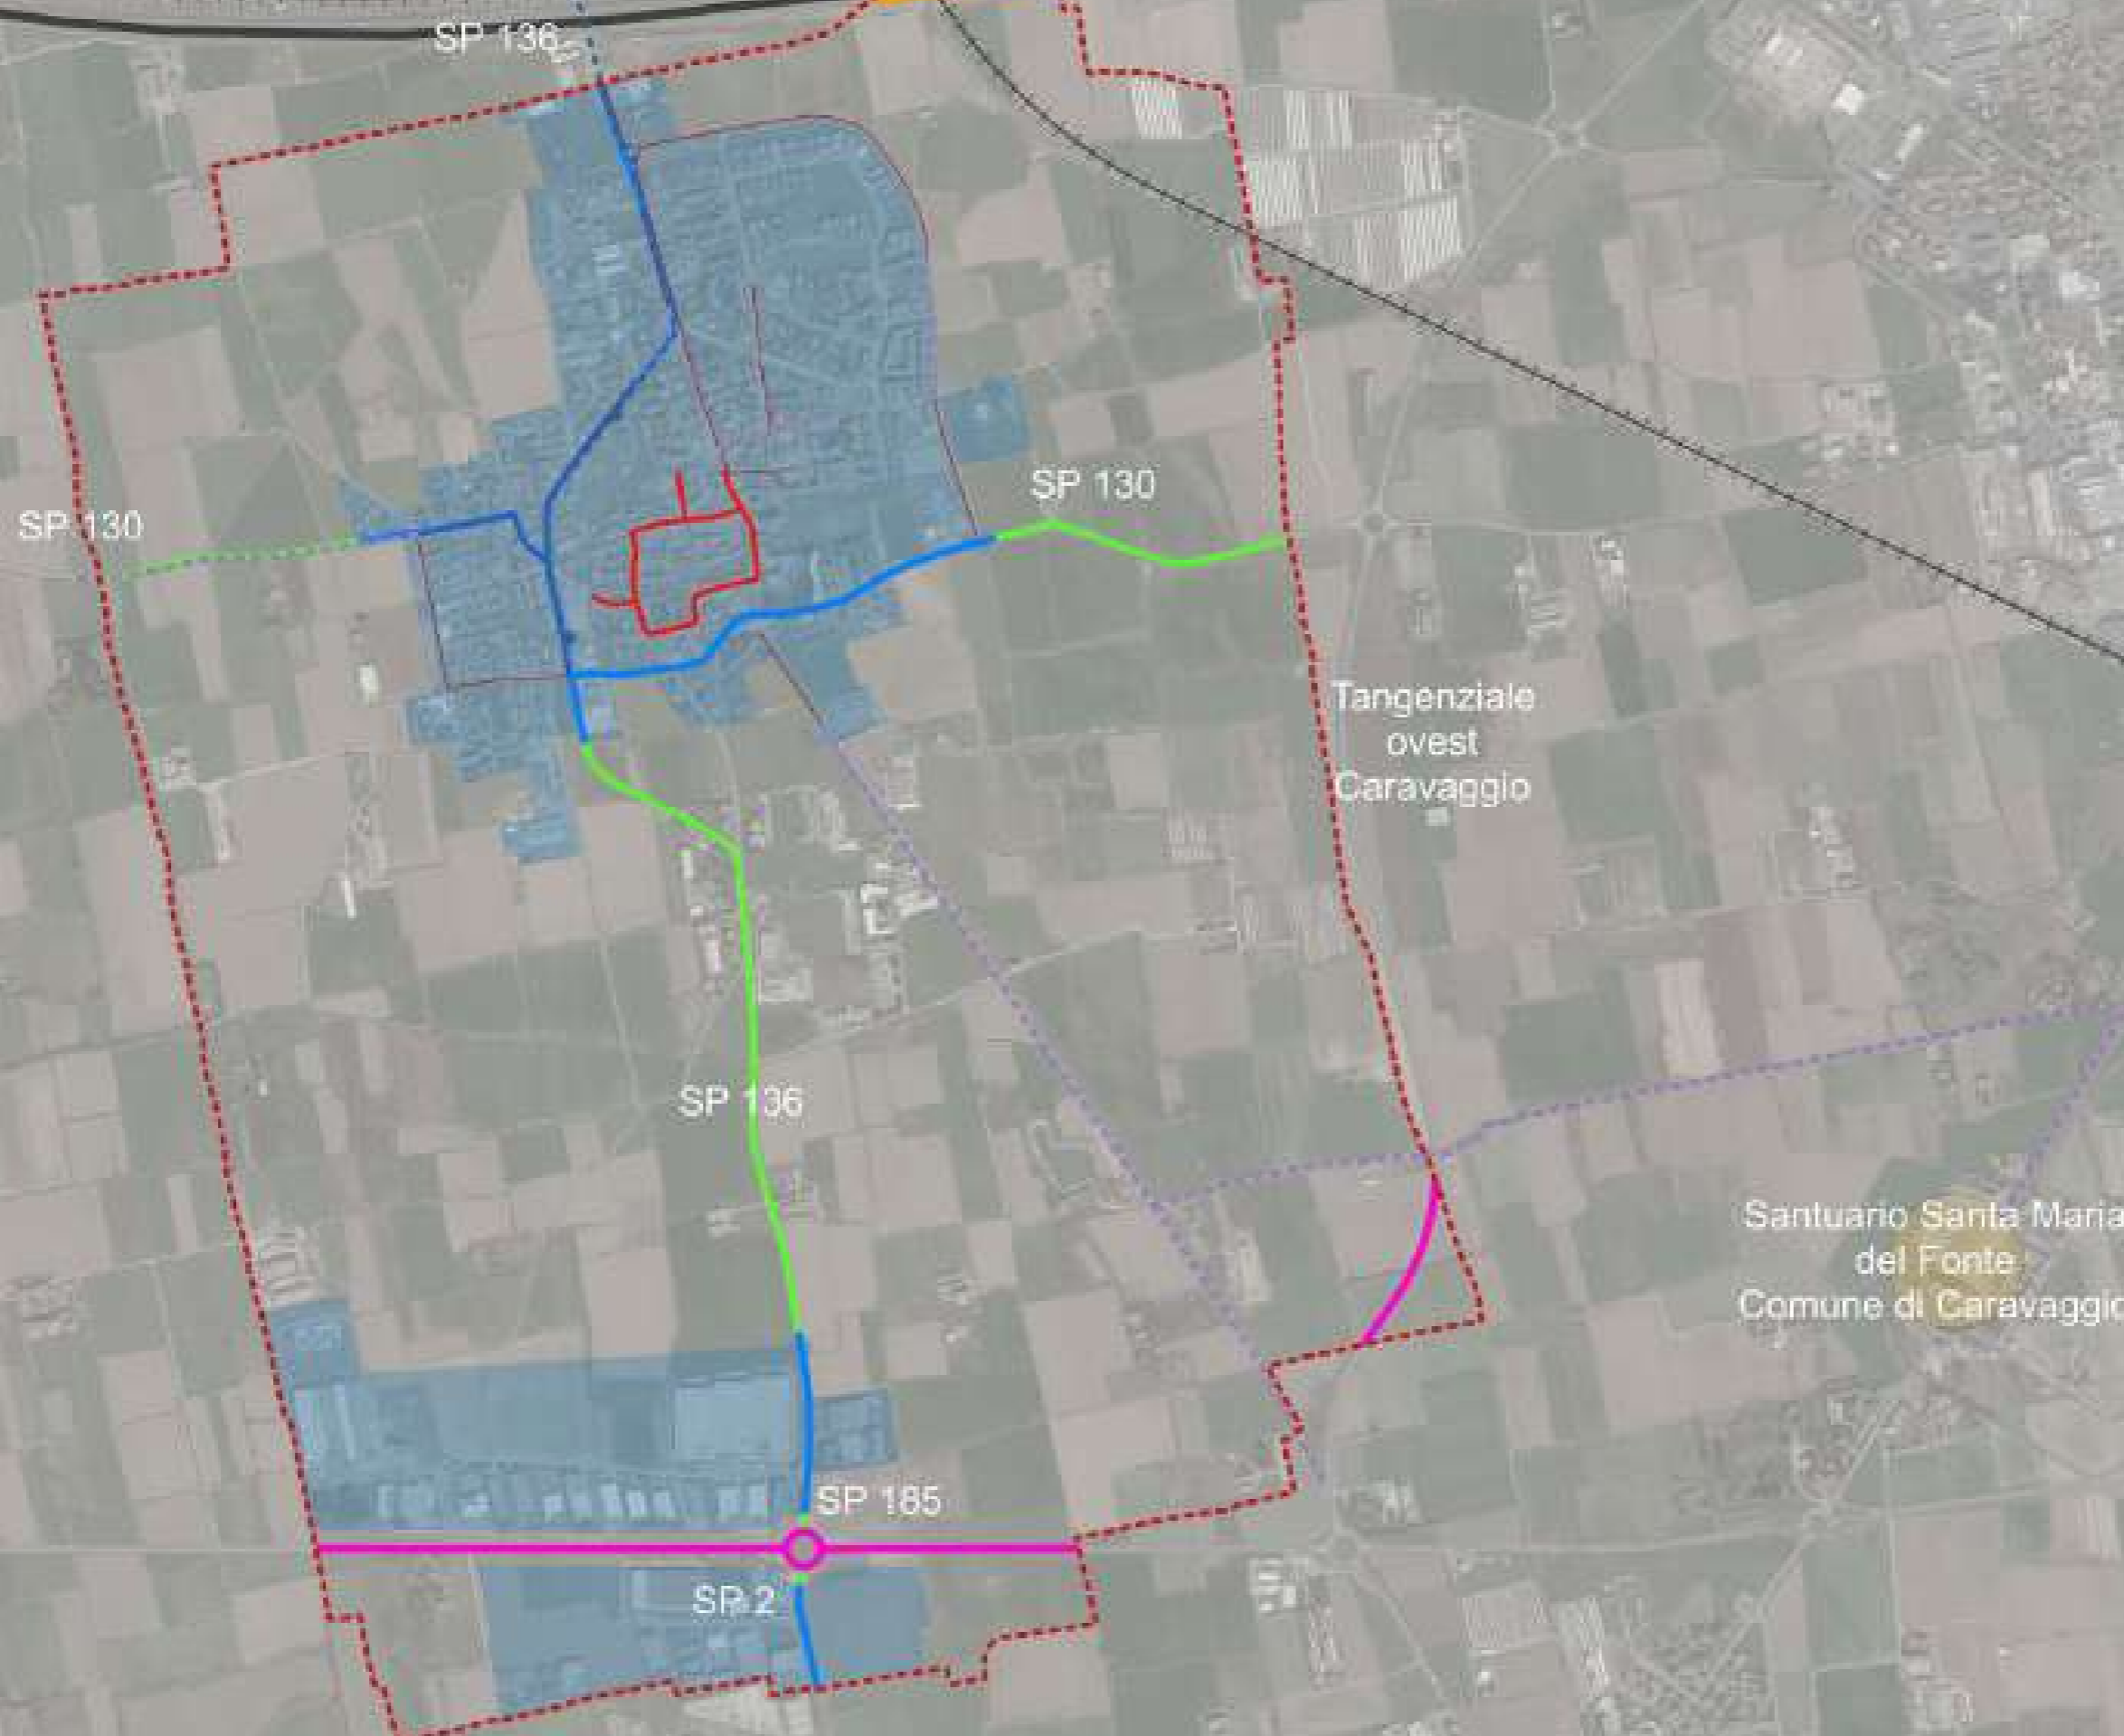 SP 136
SP 130
SP 130
Tangenziale
ovest
Caravaggio
SP 136
Santuario Santa Maria
del Fonte
Comune di Caravaggio
SP 185
SP 2